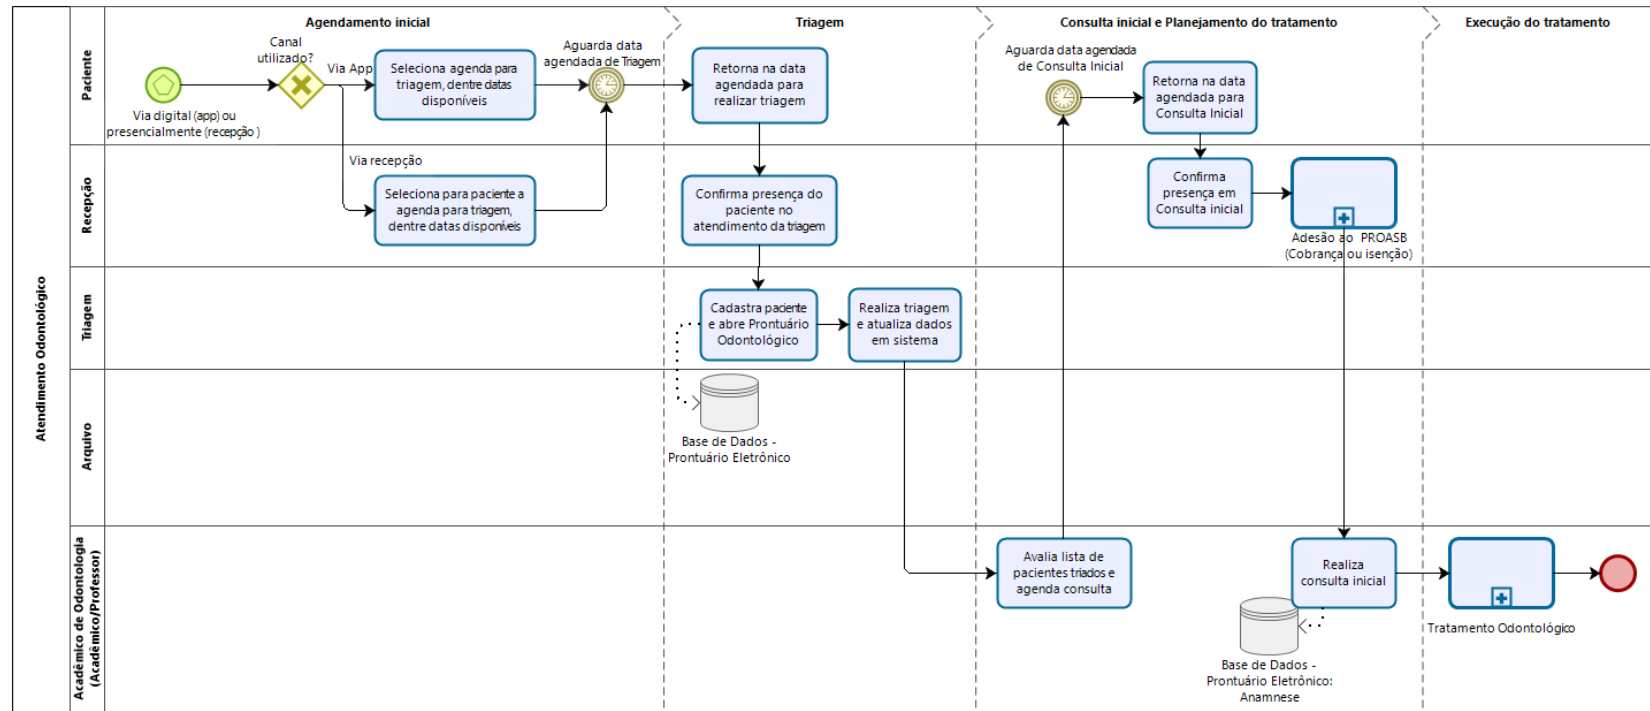 Agendamento inicial
Triagem
Consulta inicial e Planejamento do tratamento
Execução do tratamento
Atendimento Odontológico
Paciente
Via digital (app) ou
presencialmente (recepção )
Canal
utilizado?
Via App
Seleciona agenda para
triagem, dentre datas
disponíveis
Aguarda data
agendada de Triagem
Retorna na data
agendada para
realizar triagem
Aguarda data agendada
de Consulta Inicial
Retorna na data
agendada para
Consulta Inicial
Recepção
Via recepção
Seleciona para paciente a
agenda para triagem,
dentre datas disponíveis
Confirma presença do
paciente no
atendimento da triagem
Confirma
presença em
Consulta inicial
Adesão ao PROASB
(Cobrança ou isenção)
Triagem
Cadastra paciente
e abre Prontuário
Odontológico
Realiza triagem
e atualiza dados
em sistema
Arquivo
Base de Dados -
Prontuário Eletrônico
Acadêmico de Odontologia
(Acadêmico/Professor)
Avalia lista de
pacientes triados e
agenda consulta
Realiza
consulta inicial
Base de Dados -
Prontuário Eletrônico:
Anamnese
Tratamento Odontológico